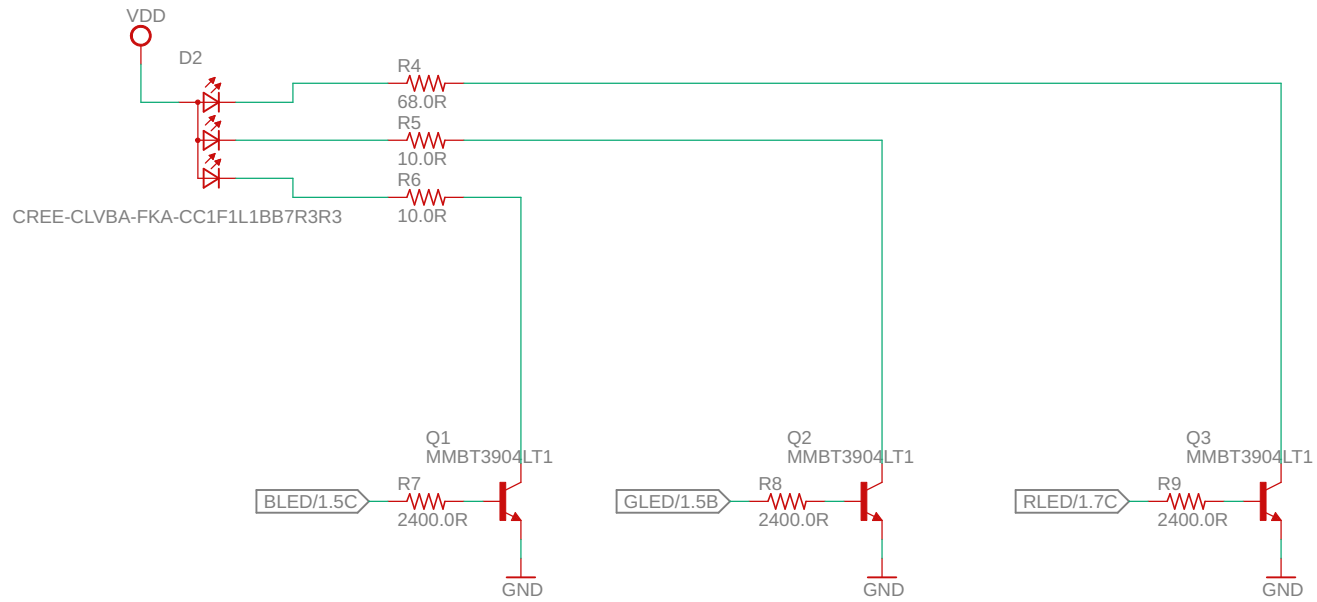 VDD
D2
R4
68.0R
R5
10.0R
R6
10.0R
CREE-CLVBA-FKA-CC1F1L1BB7R3R3
Q1
MMBT3904LT1
Q2
MMBT3904LT1
Q3
MMBT3904LT1
BLED/1.5C
R7
2400.0R
GLED/1.5B
R8
2400.0R
RLED/1.7C
R9
2400.0R
GND
GND
GND